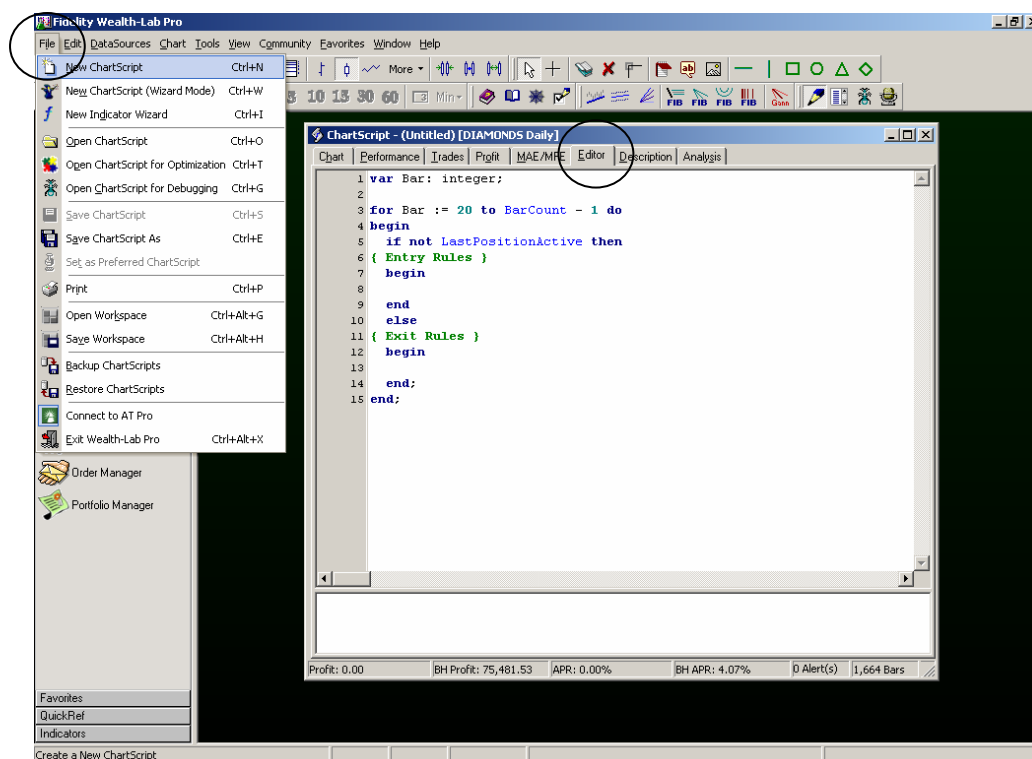 Fidelity Wealth-Lab Pro
File Edit DataSources Chart Tools View Community Favorites Window Help
New ChartScript Ctrl+N
More
New ChartScript (Wizard Mode) Ctrl+W
10 15 30 60 Min
FIB FIB FIB FIB Gann
New Indicator Wizard Ctrl+I
Open ChartScript Ctrl+O
Open ChartScript for Optimization Ctrl+T
Open ChartScript for Debugging Ctrl+G
Save ChartScript Ctrl+S
Save ChartScript As Ctrl+E
Set as Preferred ChartScript
Print Ctrl+P
Open Workspace Ctrl+Alt+G
Save Workspace Ctrl+Alt+H
Backup ChartScripts
Restore ChartScripts
Connect to AT Pro
Exit Wealth-Lab Pro Ctrl+Alt+X
Order Manager
Portfolio Manager
Favorites
QuickRef
Indicators
Create a New ChartScript
ChartScript - (Untitled) [DIAMONDS Daily]
Chart Performance Trades Profit MAE/MFE Editor Description Analysis
1 var Bar: integer;
2
3 for Bar := 20 to BarCount - 1 do
4 begin
5 if not LastPositionActive then
6 { Entry Rules }
7 begin
8
9 end
10 else
11 { Exit Rules }
12 begin
13
14 end;
15 end;
Profit: 0.00 BH Profit: 75,481.53 APR: 0.00% BH APR: 4.07% 0 Alert(s) 1,664 Bars